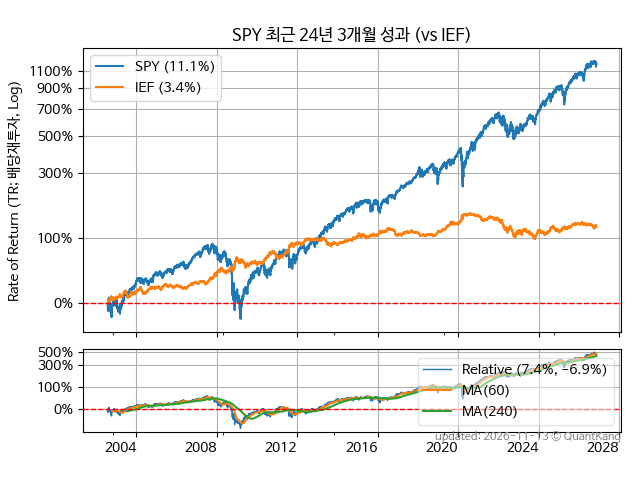 SPY 최근 24년 3개월 성과 (vs IEF)
Rate of Return (TR; 배당재투자, Log)
1100%
900%
700%
500%
300%
100%
0%
SPY (11.1%)
IEF (3.4%)
500%
300%
100%
0%
Relative (7.4%, −6.9%)
MA(60)
MA(240)
2004 2008 2012 2016 2020 2024 2028
updated: 2026-11-13 © QuantKang